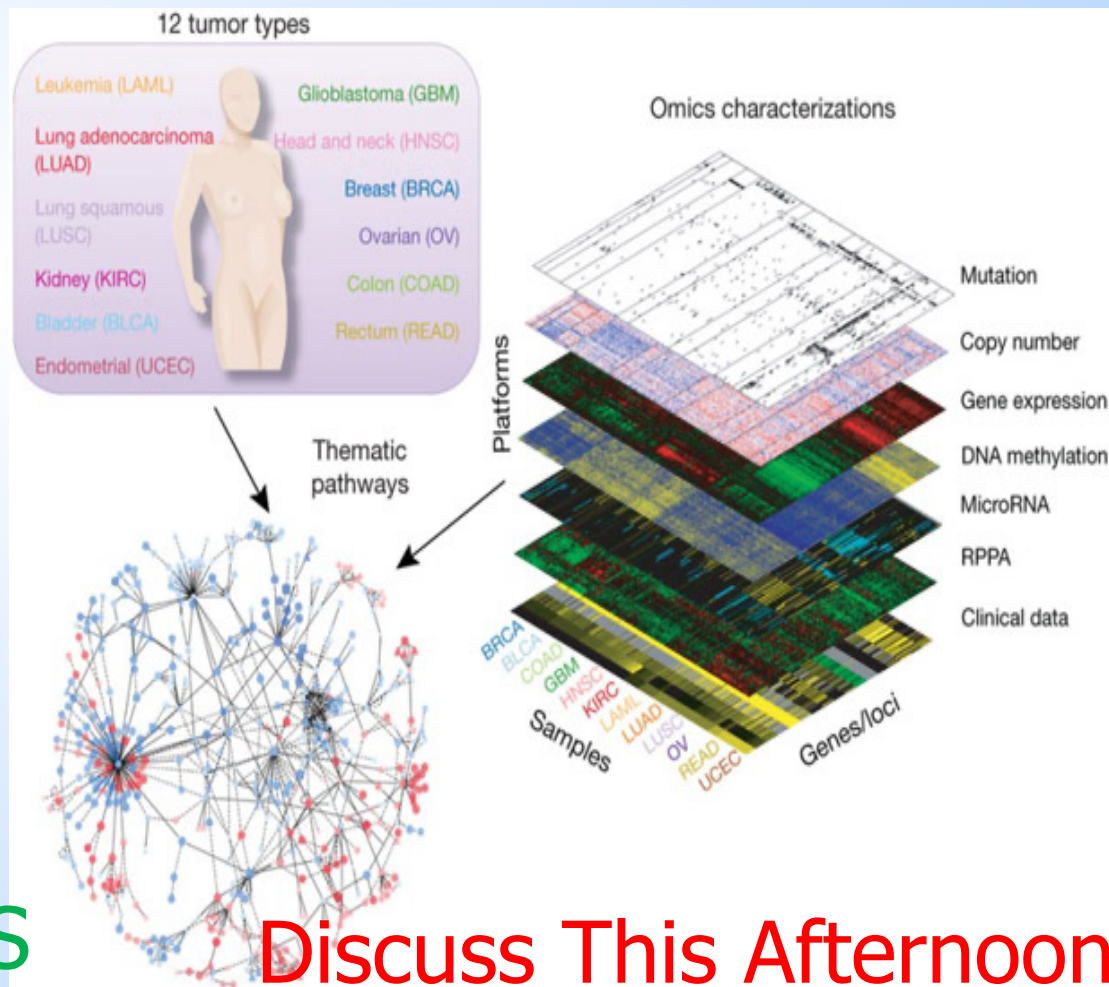 12 tumor types
Leukemia (LAML)
Lung adenocarcinoma
(LUAD)
Lung squamous
(LUSC)
Kidney (KIRC)
Bladder (BLCA)
Endometrial (UCEC)
Glioblastoma (GBM)
Head and neck (HNSC)
Breast (BRCA)
Ovarian (OV)
Colon (COAD)
Rectum (READ)
Omics characterizations
Mutation
Copy number
Gene expression
DNA methylation
MicroRNA
RPPA
Clinical data
Platforms
Thematic
pathways
BRCA
BLCA
COAD
GBM
HNSC
KIRC
LAML
LUAD
LUSC
OV
READ
UCEC
Samples
Genes/loci
S
Discuss This Afternoon